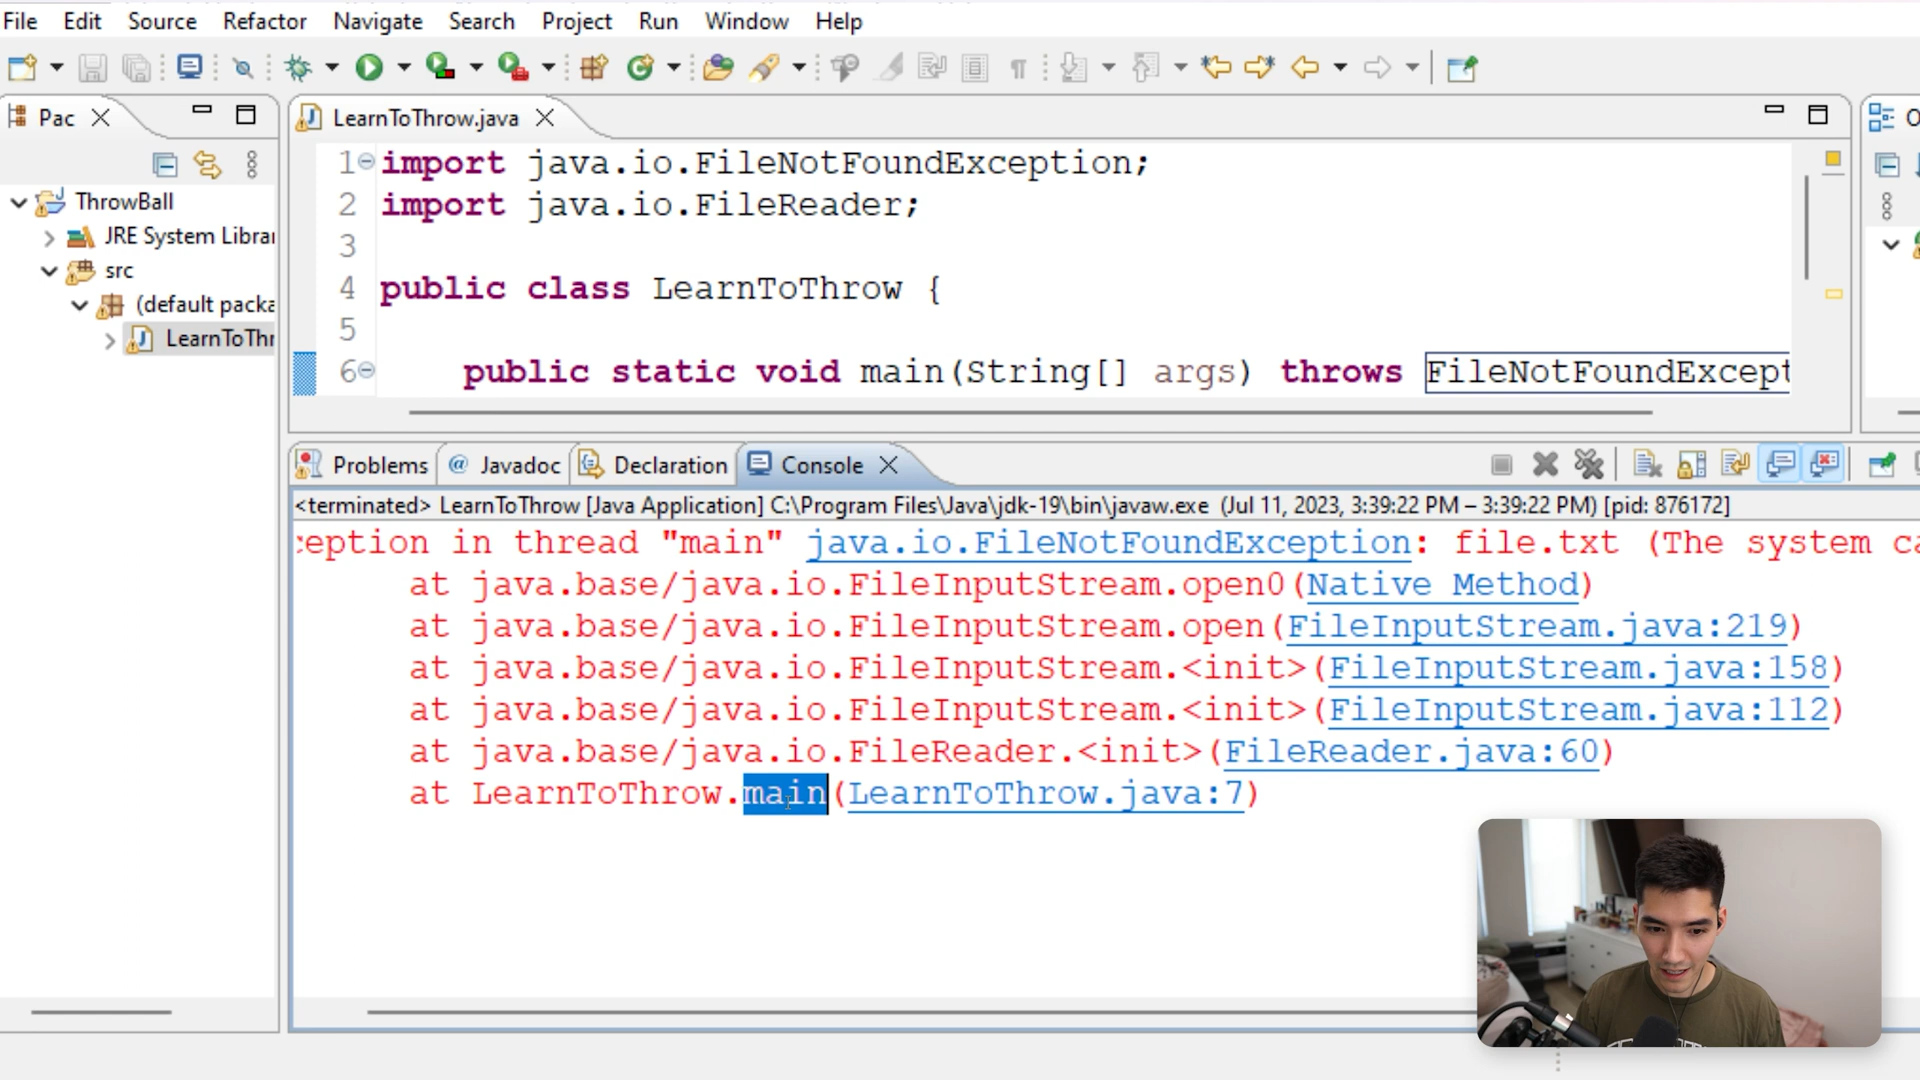 File Edit Source Refactor Navigate Search Project Run Window Help
Pac
ThrowBall
JRE System Librar
src
(default packa
LearnToThr
LearnToThrow.java
1 import java.io.FileNotFoundException;
2 import java.io.FileReader;
3
4 public class LearnToThrow {
5
6 public static void main(String[] args) throws FileNotFoundExcept
Problems @ Javadoc Declaration Console
<terminated> LearnToThrow [Java Application] C:\Program Files\Java\jdk-19\bin\javaw.exe (Jul 11, 2023, 3:39:22 PM – 3:39:22 PM) [pid: 876172]
ception in thread "main" java.io.FileNotFoundException: file.txt (The system ca
at java.base/java.io.FileInputStream.open0(Native Method)
at java.base/java.io.FileInputStream.open(FileInputStream.java:219)
at java.base/java.io.FileInputStream.<init>(FileInputStream.java:158)
at java.base/java.io.FileInputStream.<init>(FileInputStream.java:112)
at java.base/java.io.FileReader.<init>(FileReader.java:60)
at LearnToThrow.main(LearnToThrow.java:7)